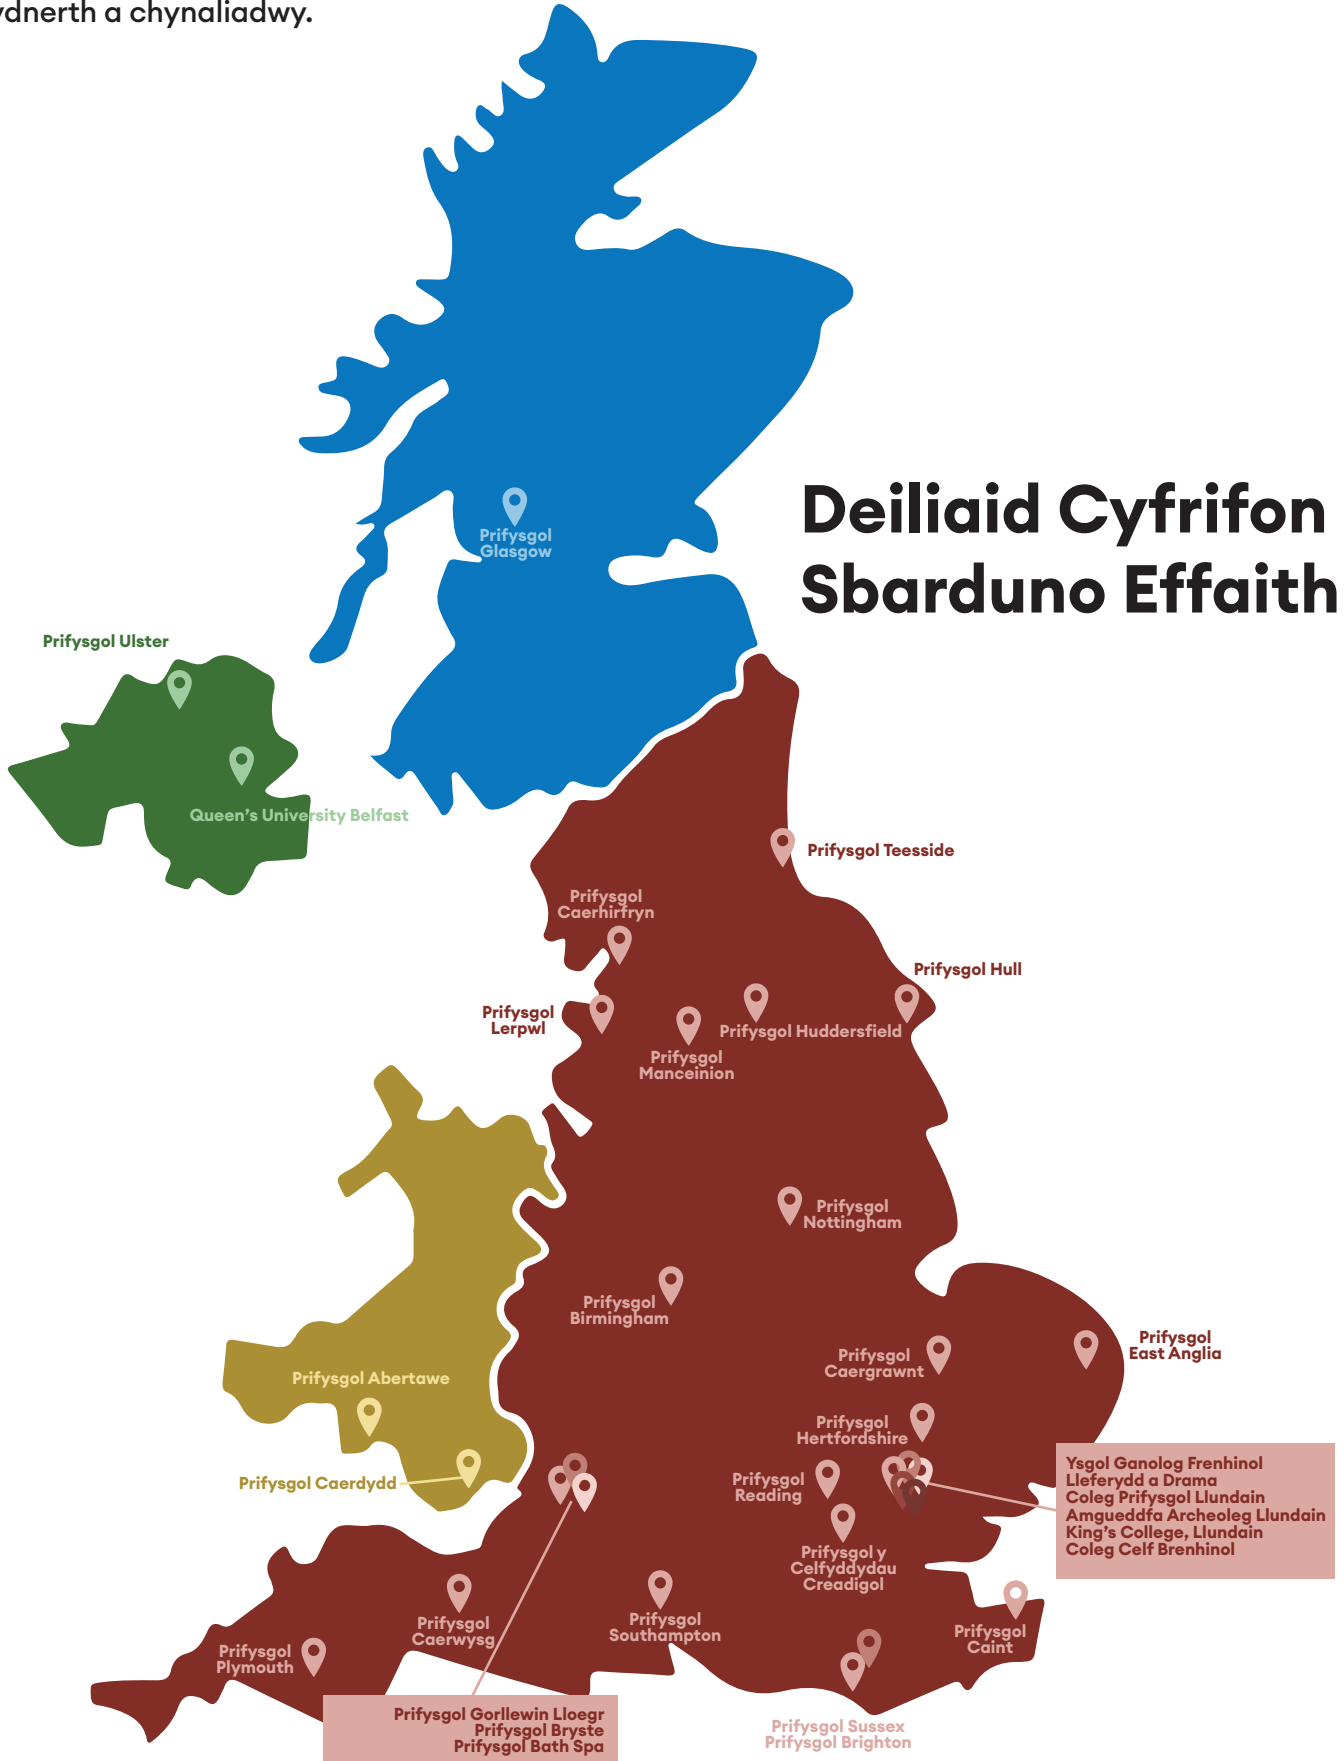 ydnerth a chynaliadwy.
Deiliaid Cyfrifon
Sbarduno Effaith
Prifysgol
Glasgow
Prifysgol Ulster
Queen's University Belfast
Prifysgol Teesside
Prifysgol
Caerhirfryn
Prifysgol Hull
Prifysgol
Lerpwl
Prifysgol Huddersfield
Prifysgol
Manceinion
Prifysgol
Nottingham
Prifysgol
Birmingham
Prifysgol
East Anglia
Prifysgol
Caergrawnt
Prifysgol Abertawe
Prifysgol
Hertfordshire
Prifysgol Caerdydd
Prifysgol
Reading
Ysgol Ganolog Frenhinol
Lleferydd a Drama
Coleg Prifysgol Llundain
Amgueddfa Archeoleg Llundain
King's College, Llundain
Coleg Celf Brenhinol
Prifysgol y
Celfyddydau
Creadigol
Prifysgol
Caerwysg
Prifysgol
Southampton
Prifysgol
Caint
Prifysgol
Plymouth
Prifysgol Gorllewin Lloegr
Prifysgol Bryste
Prifysgol Bath Spa
Prifysgol Sussex
Prifysgol Brighton